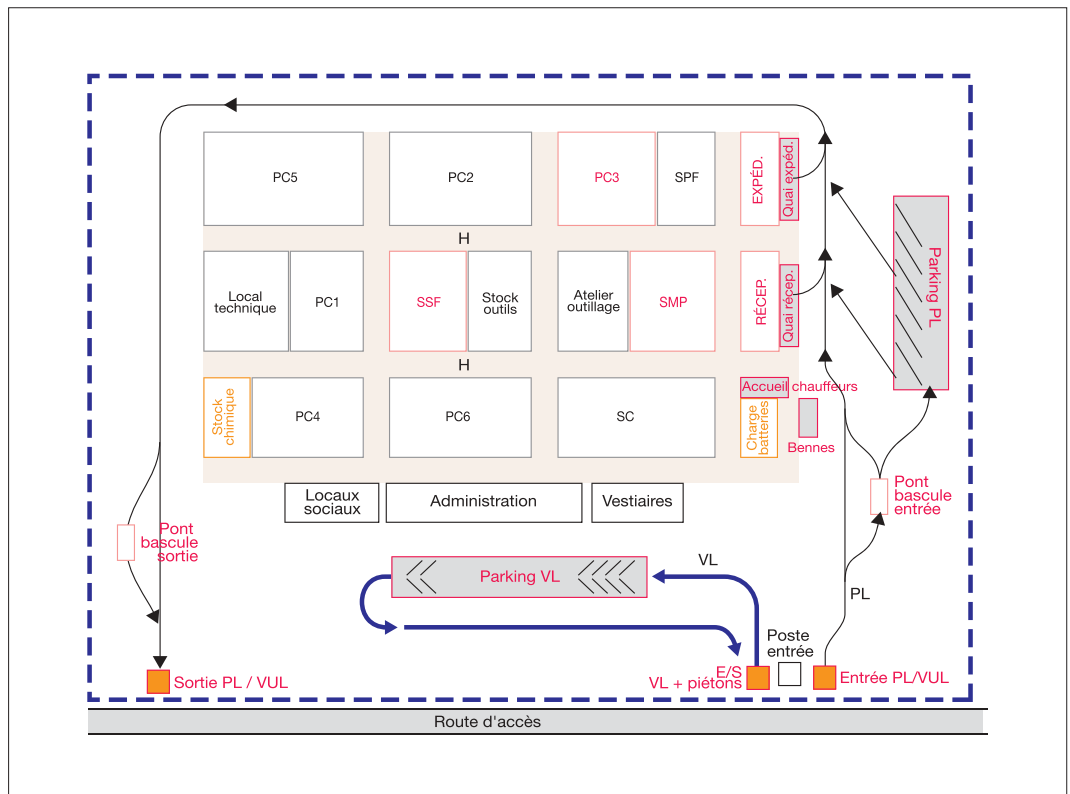 PC5
PC2
PC3
SPF
EXPÉD.
Quai expéd.
H
Local
technique
PC1
SSF
Stock
outils
Atelier
outillage
SMP
RÉCEP.
Quai récep.
Parking PL
H
Stock
chimique
PC4
PC6
SC
Accueil chauffeurs
Charge
batteries
Bennes
Locaux
sociaux
Administration
Vestiaires
Pont
bascule
entrée
Pont
bascule
sortie
Parking VL
VL
PL
Poste
entrée
Sortie PL / VUL
E/S
VL + piétons
Entrée PL/VUL
Route d'accès